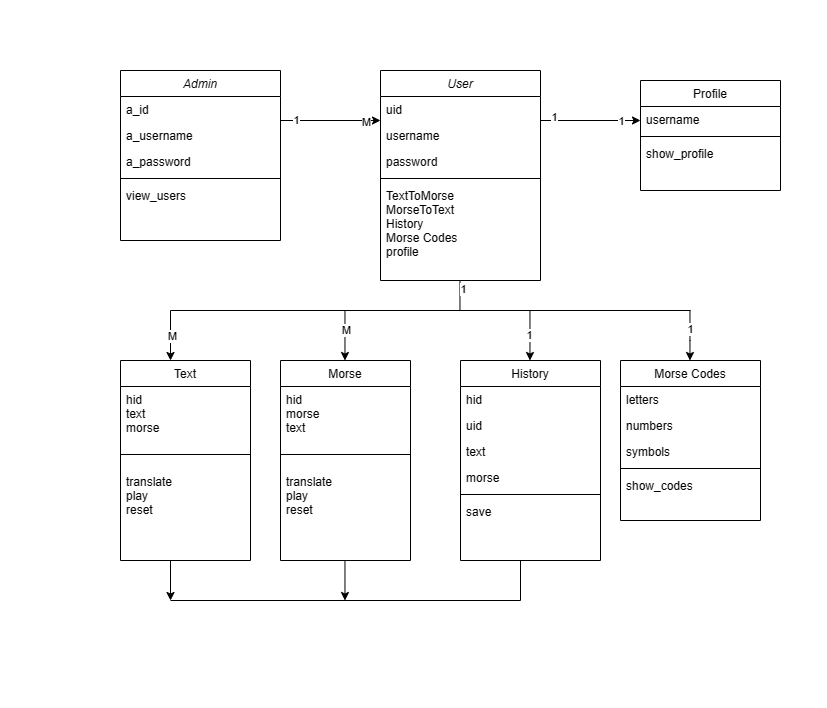 Admin
a_id
a_username
a_password
view_users
1
M
User
uid
username
password
TextToMorse
MorseToText
History
Morse Codes
profile
1
1
Profile
username
show_profile
1
M
M
1
1
Text
hid
text
morse
translate
play
reset
Morse
hid
morse
text
translate
play
reset
History
hid
uid
text
morse
save
Morse Codes
letters
numbers
symbols
show_codes